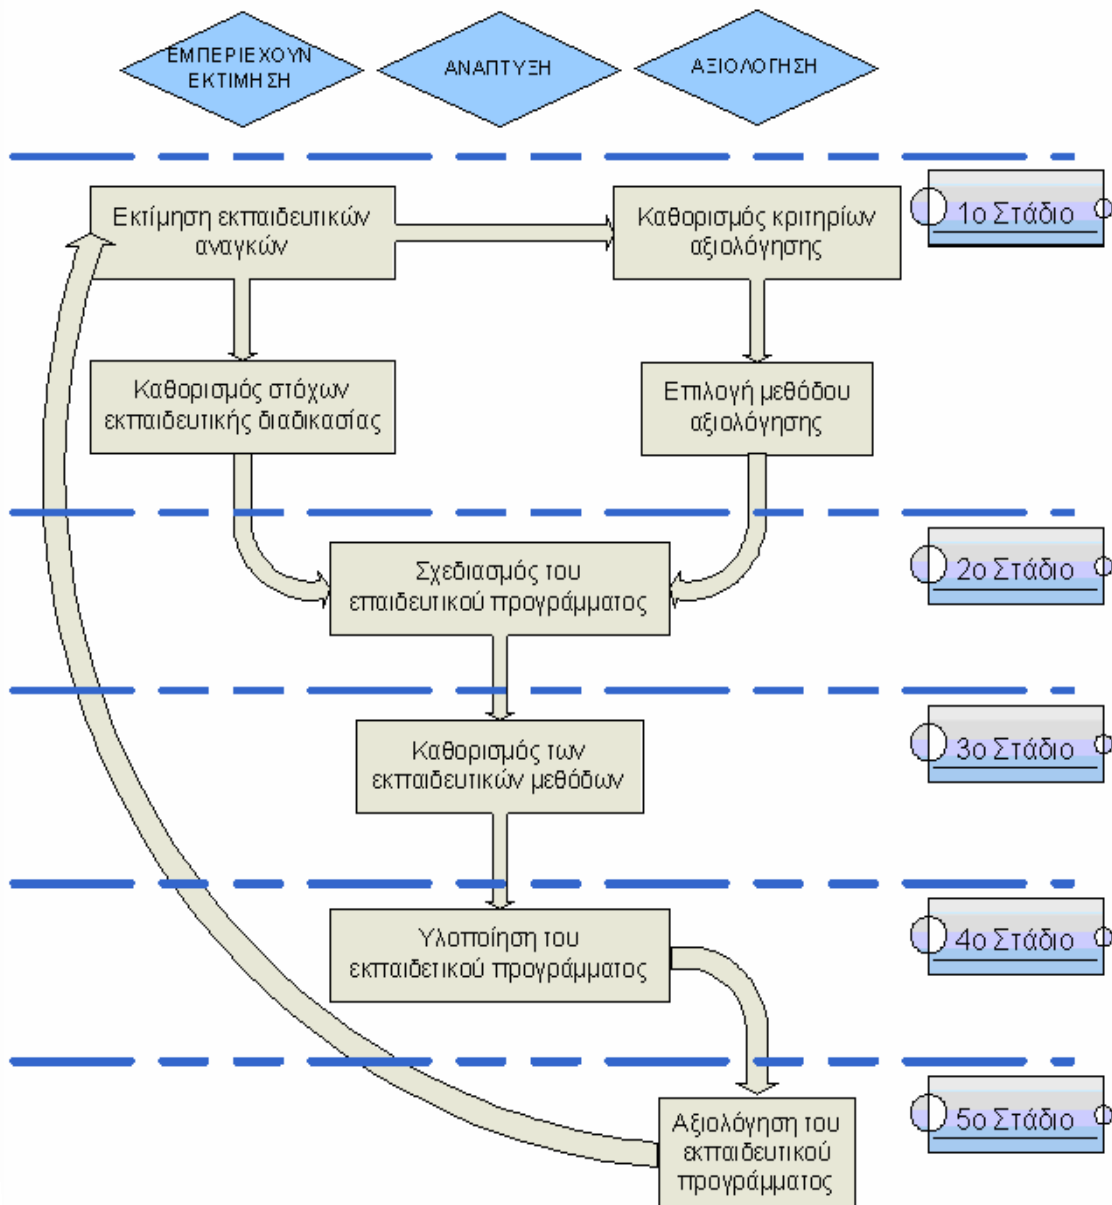 ΕΜΠΕΡΙΕΧΟΥΝ
ΕΚΤΙΜΗΣΗ
ΑΝΑΠΤΥΞΗ
ΑΞΙΟΛΟΓΗΣΗ
Εκτίμηση εκπαιδευτικών
αναγκών
Καθορισμός κριτηρίων
αξιολόγησης
1ο Στάδιο
Καθορισμός στόχων
εκπαιδευτικής διαδικασίας
Επιλογή μεθόδου
αξιολόγησης
Σχεδιασμός του
επαιδευτικού προγράμματος
2ο Στάδιο
Καθορισμός των
εκπαιδευτικών μεθόδων
3ο Στάδιο
Υλοποίηση του
εκπαιδετικού προγράμματος
4ο Στάδιο
Αξιολόγηση του
εκπαιδευτικού
προγράμματος
5ο Στάδιο